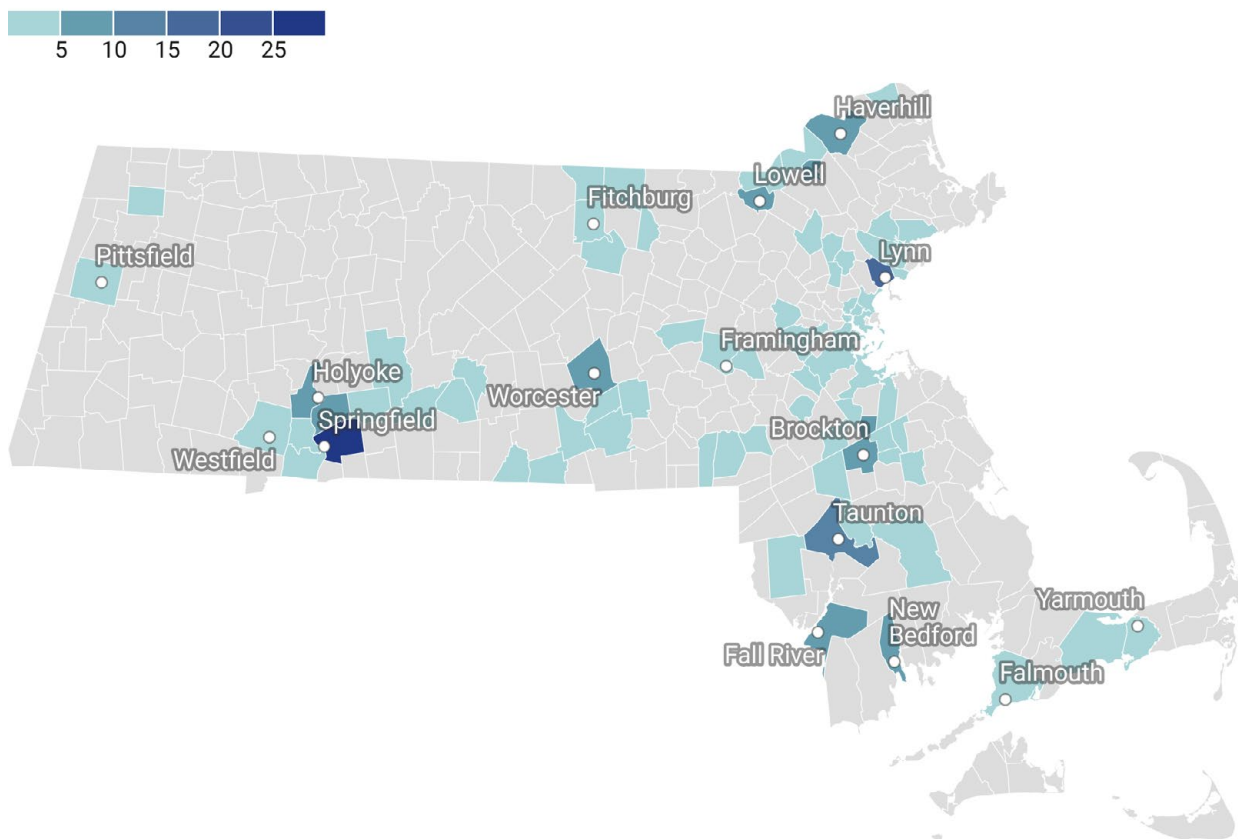 5 10 15 20 25
Haverhill
Lowell
Fitchburg
Pittsfield
Lynn
Framingham
Holyoke
Worcester
Springfield
Brockton
Westfield
Taunton
New
Bedford
Yarmouth
Fall River
Falmouth